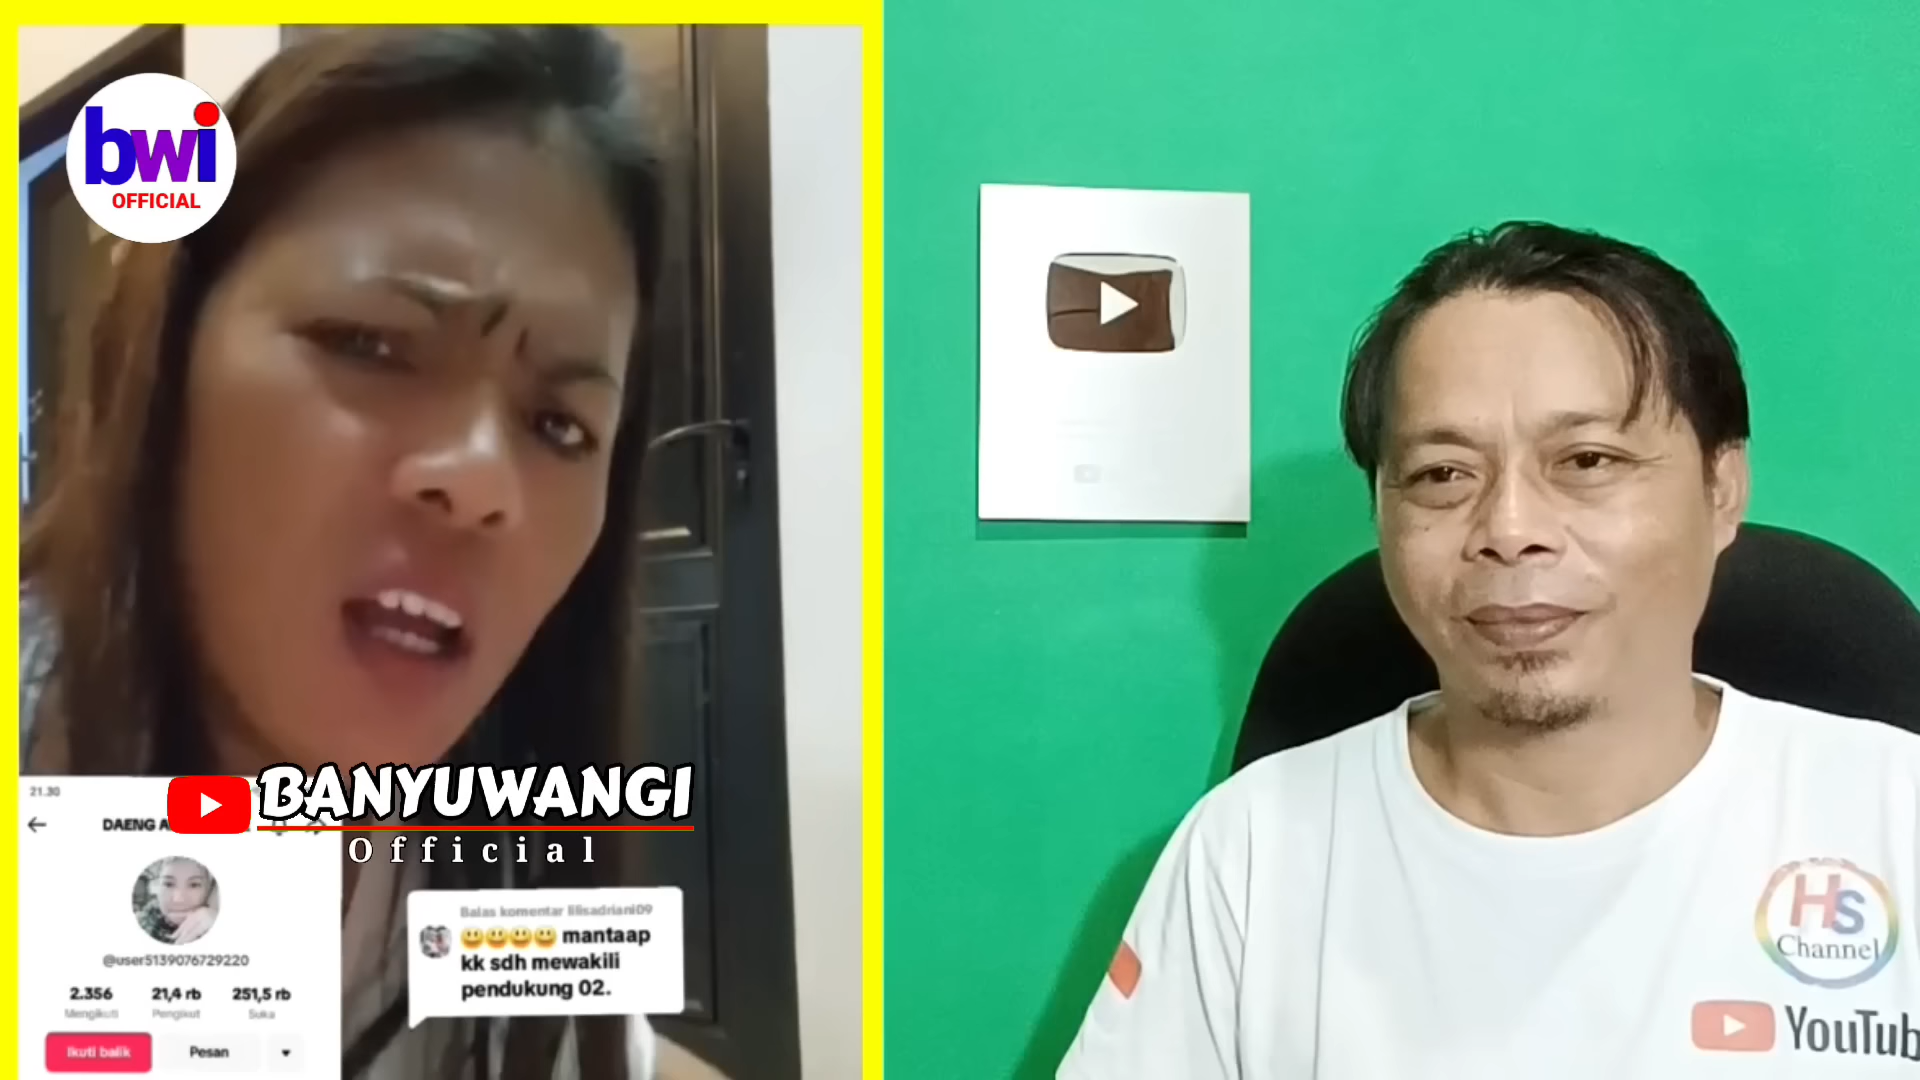 bwi
OFFICIAL
21.30
BANYUWANGI
Official
DAENG
@user5139076729220
2.356
21,4 rb
251,5 rb
Mengikuti
Pengikut
Suka
Ikuti balik
Pesan
Balas komentar lilisadriani09
😃😃😃😃 mantaap
kk sdh mewakili
pendukung 02.
HS
Channel
YouTub